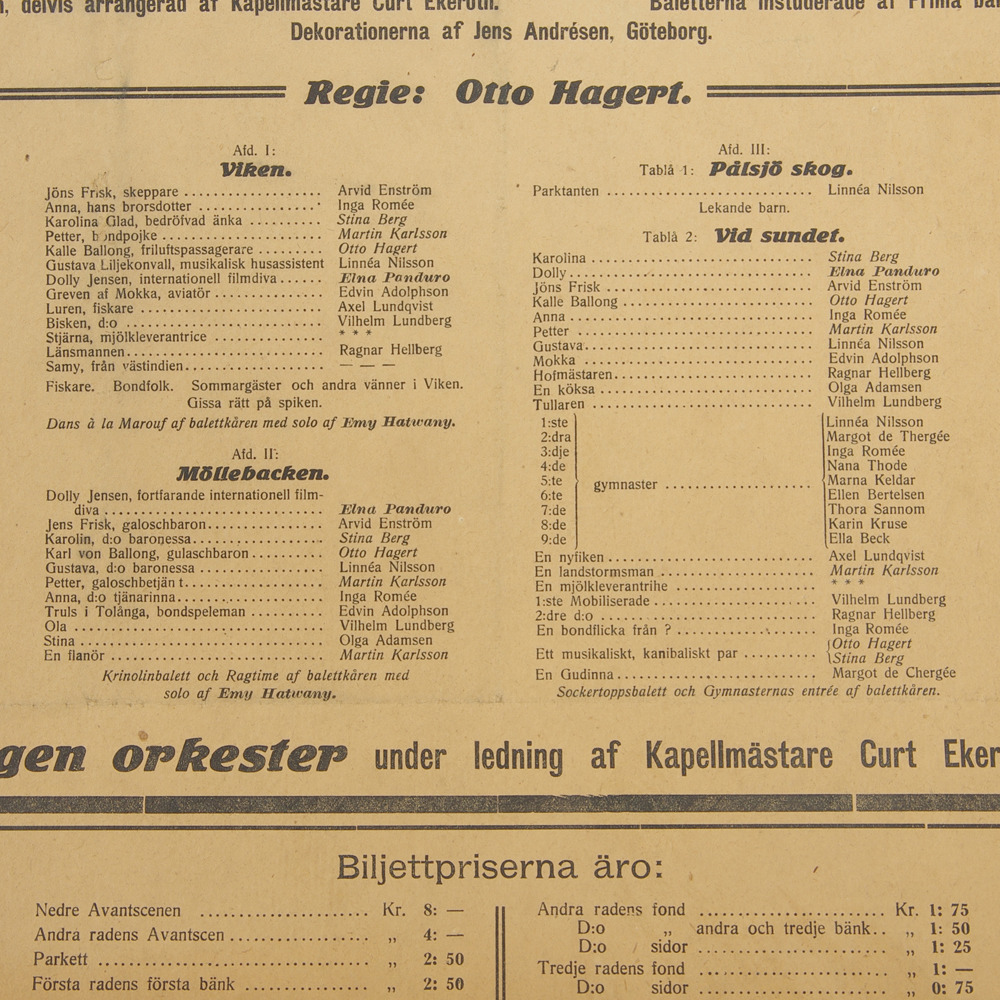 delvis arrangerad af Kapellmästare Curt Ekeroth.
Baletterna instuderade af Prima
Dekorationerna af Jens Andrésen, Göteborg.
Regie: Otto Hagert.
Afd. I:
Viken.
Jöns Frisk, skeppare .................... Arvid Enström
Anna, hans brorsdotter .................. Inga Romée
Karolina Glad, bedröfvad änka .......... Stina Berg
Petter, bondpojke ....................... Martin Karlsson
Kalle Ballong, friluftspassagerare ......... Otto Hagert
Gustava Liljekonvall, musikalisk husassistent Linnéa Nilsson
Dolly Jensen, internationell filmdiva...... Elna Panduro
Greven af Mokka, aviatör ................ Edvin Adolphson
Luren, fiskare ........................... Axel Lundqvist
Bisken, d:o ............................. Vilhelm Lundberg
Stjärna, mjölkleverantrice ................ * * *
Länsmannen............................ Ragnar Hellberg
Samy, från västindien.................... — — —
Fiskare. Bondfolk. Sommargäster och andra vänner i Viken.
Gissa rätt på spiken.
Dans à la Marouf af balettkåren med solo af Emy Hatwany.
Afd. II:
Möllebacken.
Dolly Jensen, fortfarande internationell film-
diva .............................. Elna Panduro
Jens Frisk, galoschbaron................. Arvid Enström
Karolin, d:o baronessa................... Stina Berg
Karl von Ballong, gulaschbaron.......... Otto Hagert
Gustava, d:o baronessa .................. Linnéa Nilsson
Petter, galoschbetjän t.................... Martin Karlsson
Anna, d:o tjänarinna..................... Inga Romée
Truls i Tolånga, bondspeleman .......... Edvin Adolphson
Ola .................................... Vilhelm Lundberg
Stina ................................... Olga Adamsen
En flanör ............................... Martin Karlsson
Krinolinbalett och Ragtime af balettkåren med
solo af Emy Hatwany.
Afd. III:
Tablå 1: Pålsjö skog.
Parktanten .............................. Linnéa Nilsson
Lekande barn.
Tablå 2: Vid sundet.
Karolina ................................ Stina Berg
Dolly................................... Elna Panduro
Jöns Frisk .............................. Arvid Enström
Kalle Ballong ........................... Otto Hagert
Anna ................................... Inga Romée
Petter .................................. Martin Karlsson
Gustava................................. Linnéa Nilsson
Mokka ................................. Edvin Adolphson
Hofmästaren............................ Ragnar Hellberg
En köksa ............................... Olga Adamsen
Tullaren ................................ Vilhelm Lundberg
1:ste Linnéa Nilsson
2:dra Margot de Thergée
3:dje Inga Romée
4:de Nana Thode
5:te gymnaster ..................... Marna Keldar
6:te Ellen Bertelsen
7:de Thora Sannom
8:de Karin Kruse
9:de Ella Beck
En nyfiken .............................. Axel Lundqvist
En landstormsman ...................... Martin Karlsson
En mjölkleverantrihe .................... * * *
1:ste Mobiliserade ....................... Vilhelm Lundberg
2:dre d:o ............................... Ragnar Hellberg
En bondflicka från ? ..................... Inga Romée
Ett musikaliskt, kanibaliskt par .......... Otto Hagert
Stina Berg
En Gudinna............................. Margot de Chergée
Sockertoppsbalett och Gymnasternas entrée af balettkåren.
gen orkester under ledning af Kapellmästare Curt Eker
Biljettpriserna äro:
Nedre Avantscenen ..................... Kr. 8: —
Andra radens Avantscen................. „ 4: —
Parkett ................................. „ 2: 50
Första radens första bänk ............... „ 2: 50
Andra radens fond ...................... Kr. 1: 75
D:o „ andra och tredje bänk.. „ 1: 50
D:o sidor ...................... „ 1: 25
Tredje radens fond ...................... „ 1: —
D:o sidor ...................... „ 0: 75